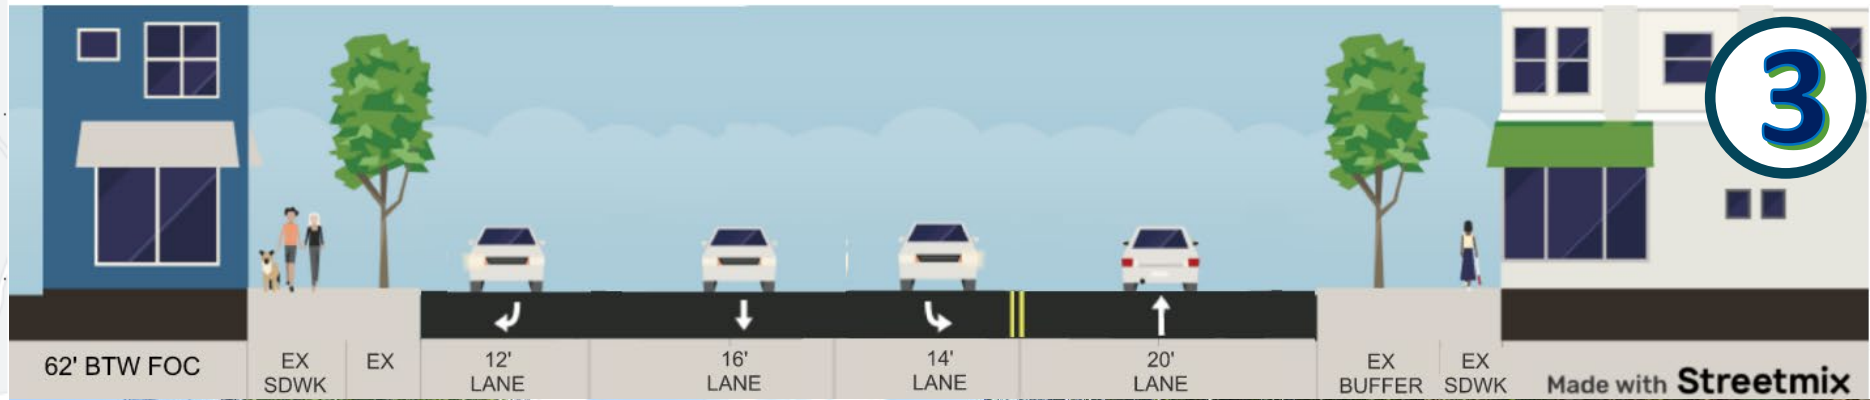 3
62' BTW FOC
EX
SDWK
EX
12'
LANE
16'
LANE
14'
LANE
20'
LANE
EX
BUFFER
EX
SDWK
Made with Streetmix